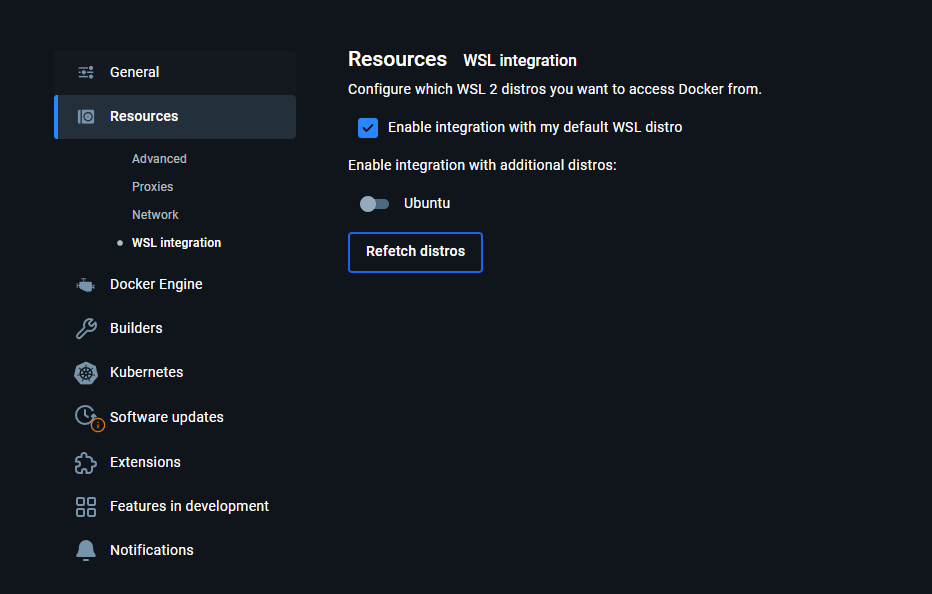 General
Resources
Advanced
Proxies
Network
WSL integration
Docker Engine
Builders
Kubernetes
Software updates
Extensions
Features in development
Notifications
Resources WSL integration
Configure which WSL 2 distros you want to access Docker from.
Enable integration with my default WSL distro
Enable integration with additional distros:
Ubuntu
Refetch distros